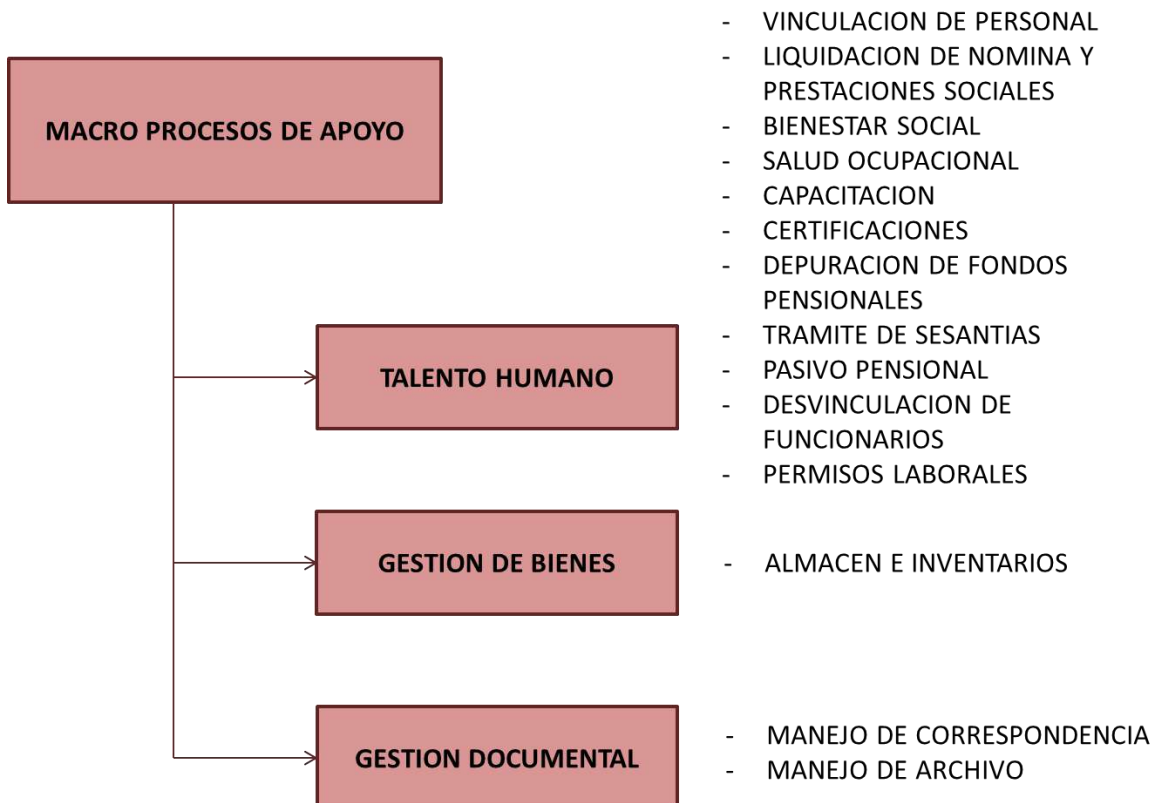 MACRO PROCESOS DE APOYO
- VINCULACION DE PERSONAL
- LIQUIDACION DE NOMINA Y
PRESTACIONES SOCIALES
- BIENESTAR SOCIAL
- SALUD OCUPACIONAL
- CAPACITACION
- CERTIFICACIONES
- DEPURACION DE FONDOS
PENSIONALES
- TRAMITE DE SESANTIAS
- PASIVO PENSIONAL
- DESVINCULACION DE
FUNCIONARIOS
- PERMISOS LABORALES
TALENTO HUMANO
GESTION DE BIENES
- ALMACEN E INVENTARIOS
GESTION DOCUMENTAL
- MANEJO DE CORRESPONDENCIA
- MANEJO DE ARCHIVO